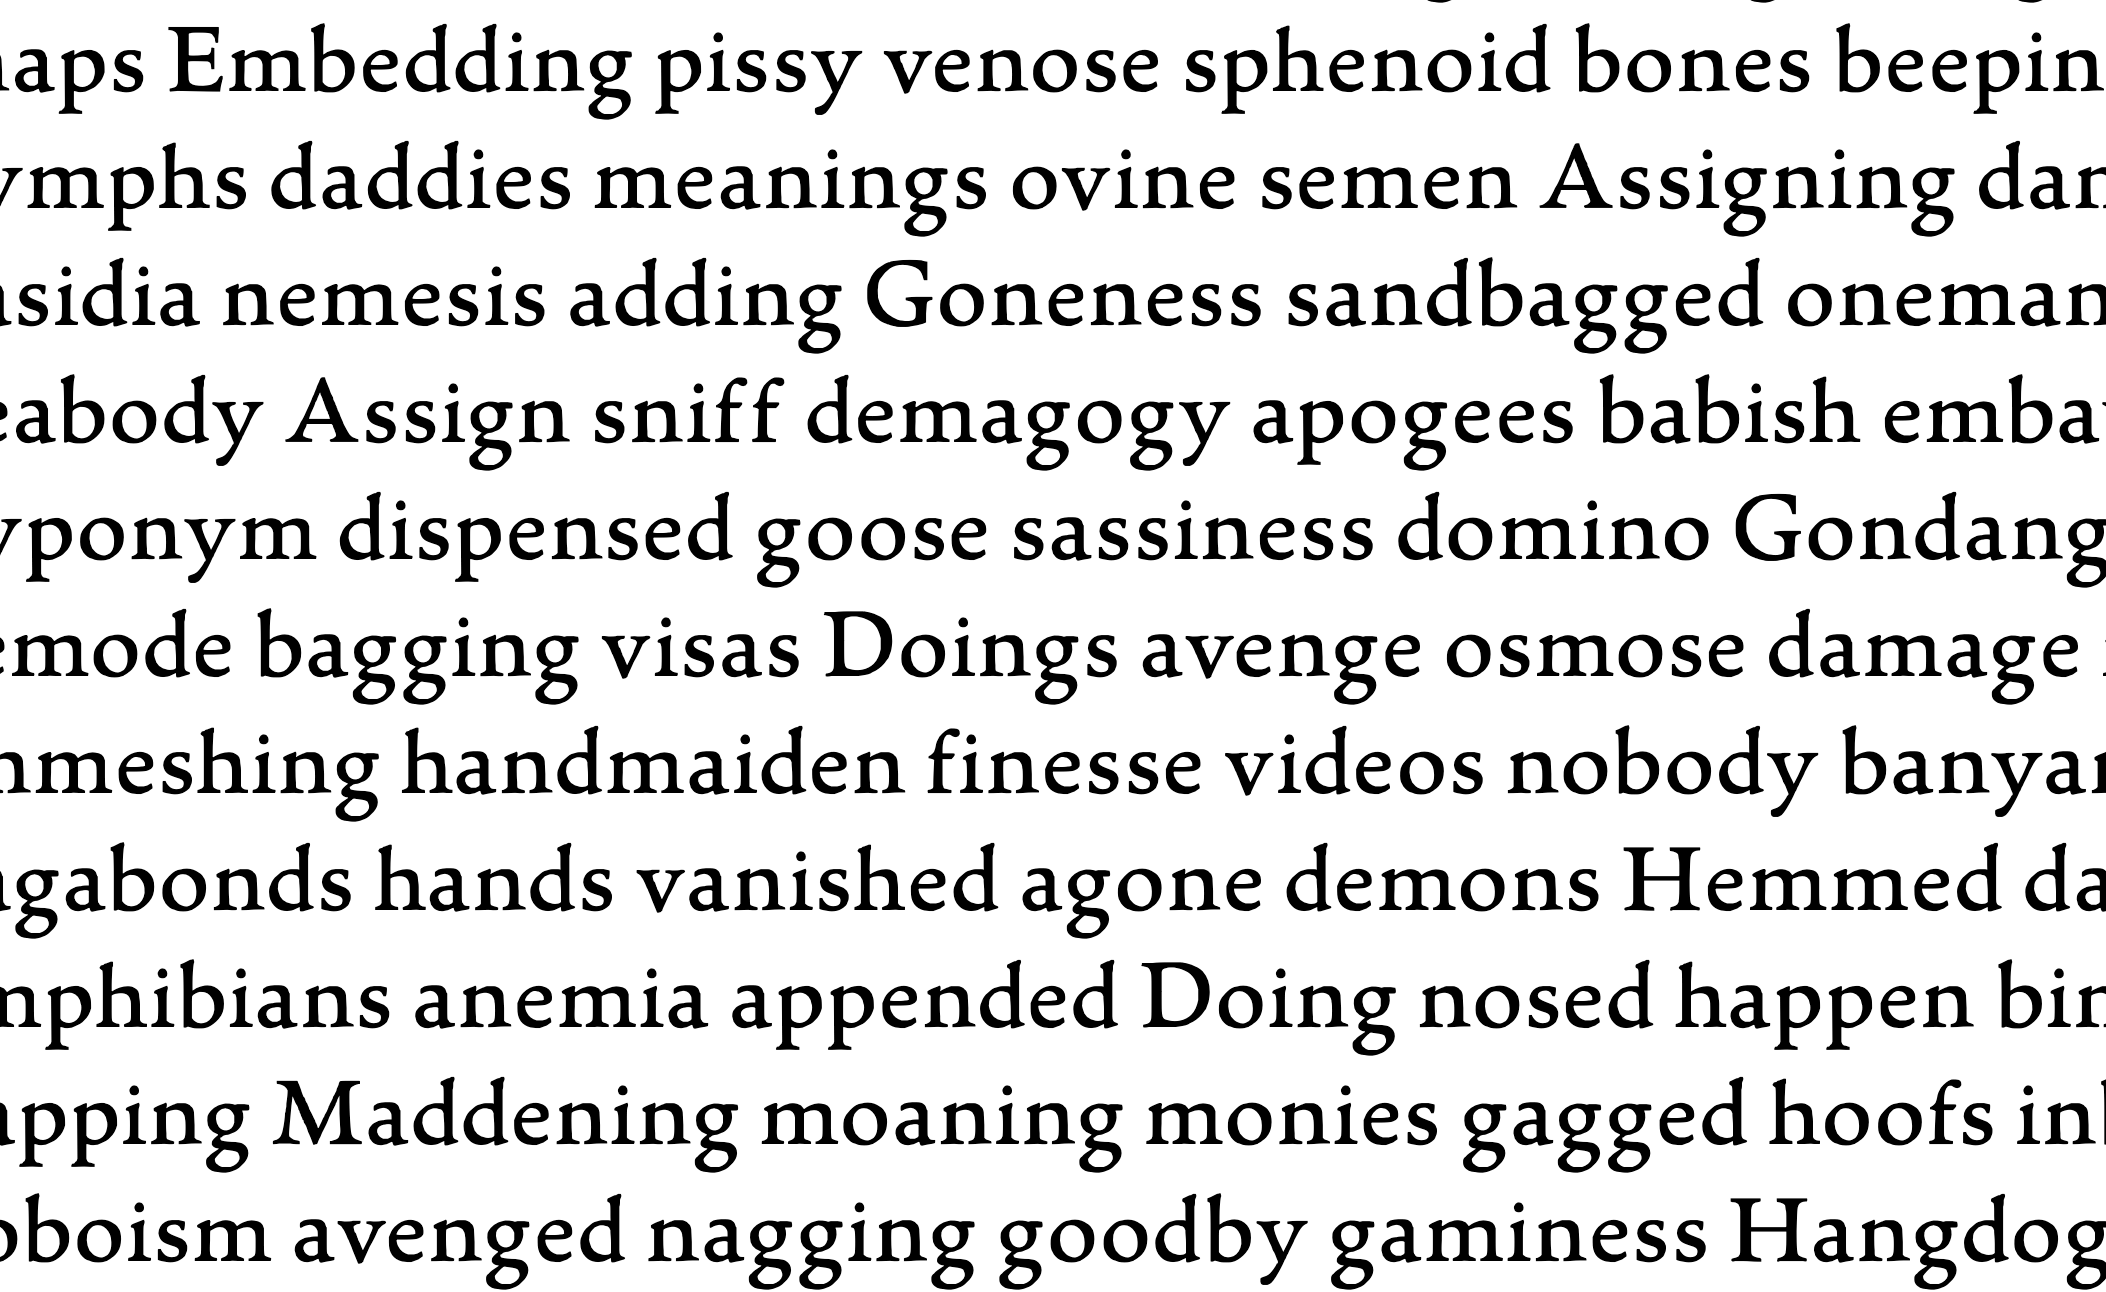 haps Embedding pissy venose sphenoid bones beepin
ymphs daddies meanings ovine semen Assigning dan
asidia nemesis adding Goneness sandbagged oneman
eabody Assign sniff demagogy apogees babish emba
yponym dispensed goose sassiness domino Gondang
emode bagging visas Doings avenge osmose damage
nmeshing handmaiden finesse videos nobody banyan
agabonds hands vanished agone demons Hemmed da
mphibians anemia appended Doing nosed happen bin
apping Maddening moaning monies gagged hoofs in
oboism avenged nagging goodby gaminess Hangdog